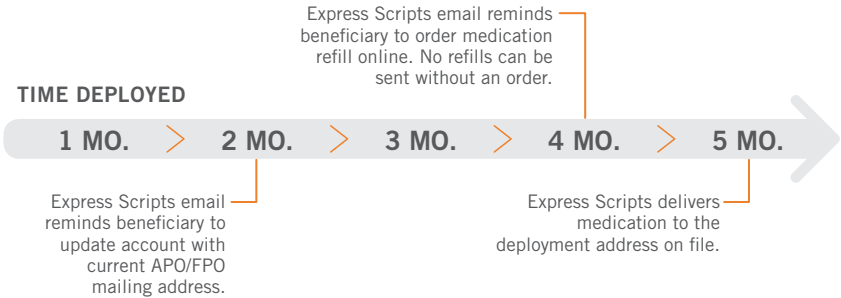 Express Scripts email reminds
beneficiary to order medication
refill online. No refills can be
sent without an order.
TIME DEPLOYED
1 MO. 2 MO. 3 MO. 4 MO. 5 MO.
Express Scripts email
reminds beneficiary to
update account with
current APO/FPO
mailing address.
Express Scripts delivers
medication to the
deployment address on file.